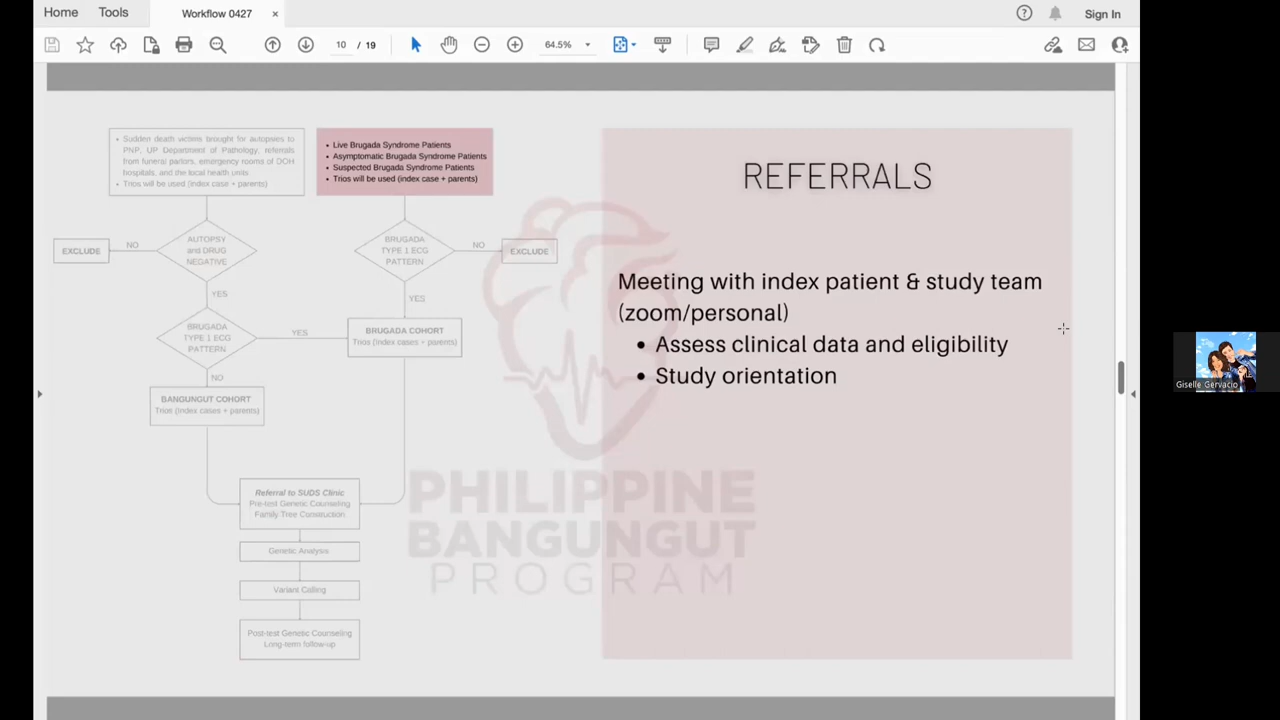 Home Tools Workflow 0427 × ? Sign In
10 / 19 64.5%
• Sudden death victims brought for autopsies to
PNP, UP Department of Pathology, referrals
from funeral parlors, emergency rooms of DOH
hospitals, and the local health units
• Trios will be used (index case + parents)
• Live Brugada Syndrome Patients
• Asymptomatic Brugada Syndrome Patients
• Suspected Brugada Syndrome Patients
• Trios will be used (index case + parents)
EXCLUDE
NO
AUTOPSY
and DRUG
NEGATIVE
BRUGADA
TYPE 1 ECG
PATTERN
NO
EXCLUDE
YES
YES
BRUGADA
TYPE 1 ECG
PATTERN
YES
BRUGADA COHORT
Trios (index cases + parents)
NO
BANGUNGUT COHORT
Trios (index cases + parents)
Referral to SUDS Clinic
Pre-test Genetic Counseling
Family Tree Construction
Genetic Analysis
Variant Calling
Post-test Genetic Counseling
Long-term follow-up
PHILIPPINE
BANGUNGUT
PROGRAM
REFERRALS
Meeting with index patient & study team
(zoom/personal)
• Assess clinical data and eligibility
• Study orientation
Giselle Gervacio